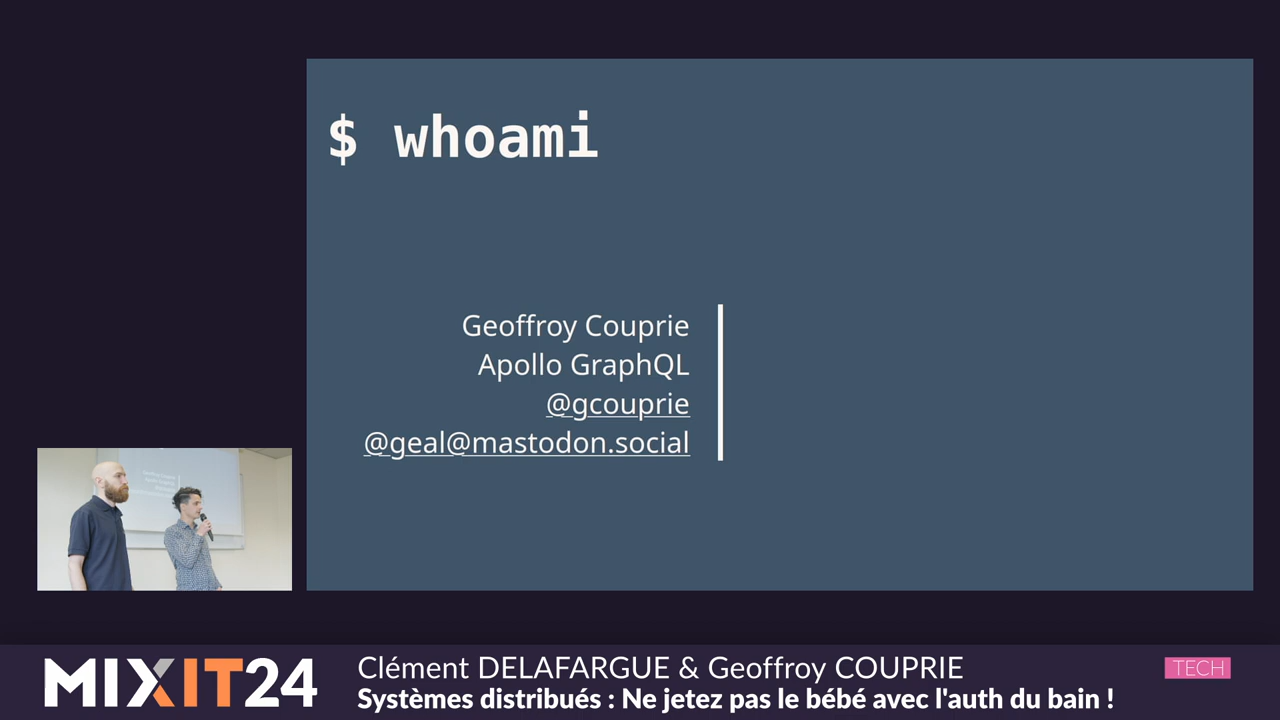 $ whoami
Geoffroy Couprie
Apollo GraphQL
@gcouprie
@geal@mastodon.social
MIXIT24
Clément DELAFARGUE & Geoffroy COUPRIE
Systèmes distribués : Ne jetez pas le bébé avec l'auth du bain !
TECH